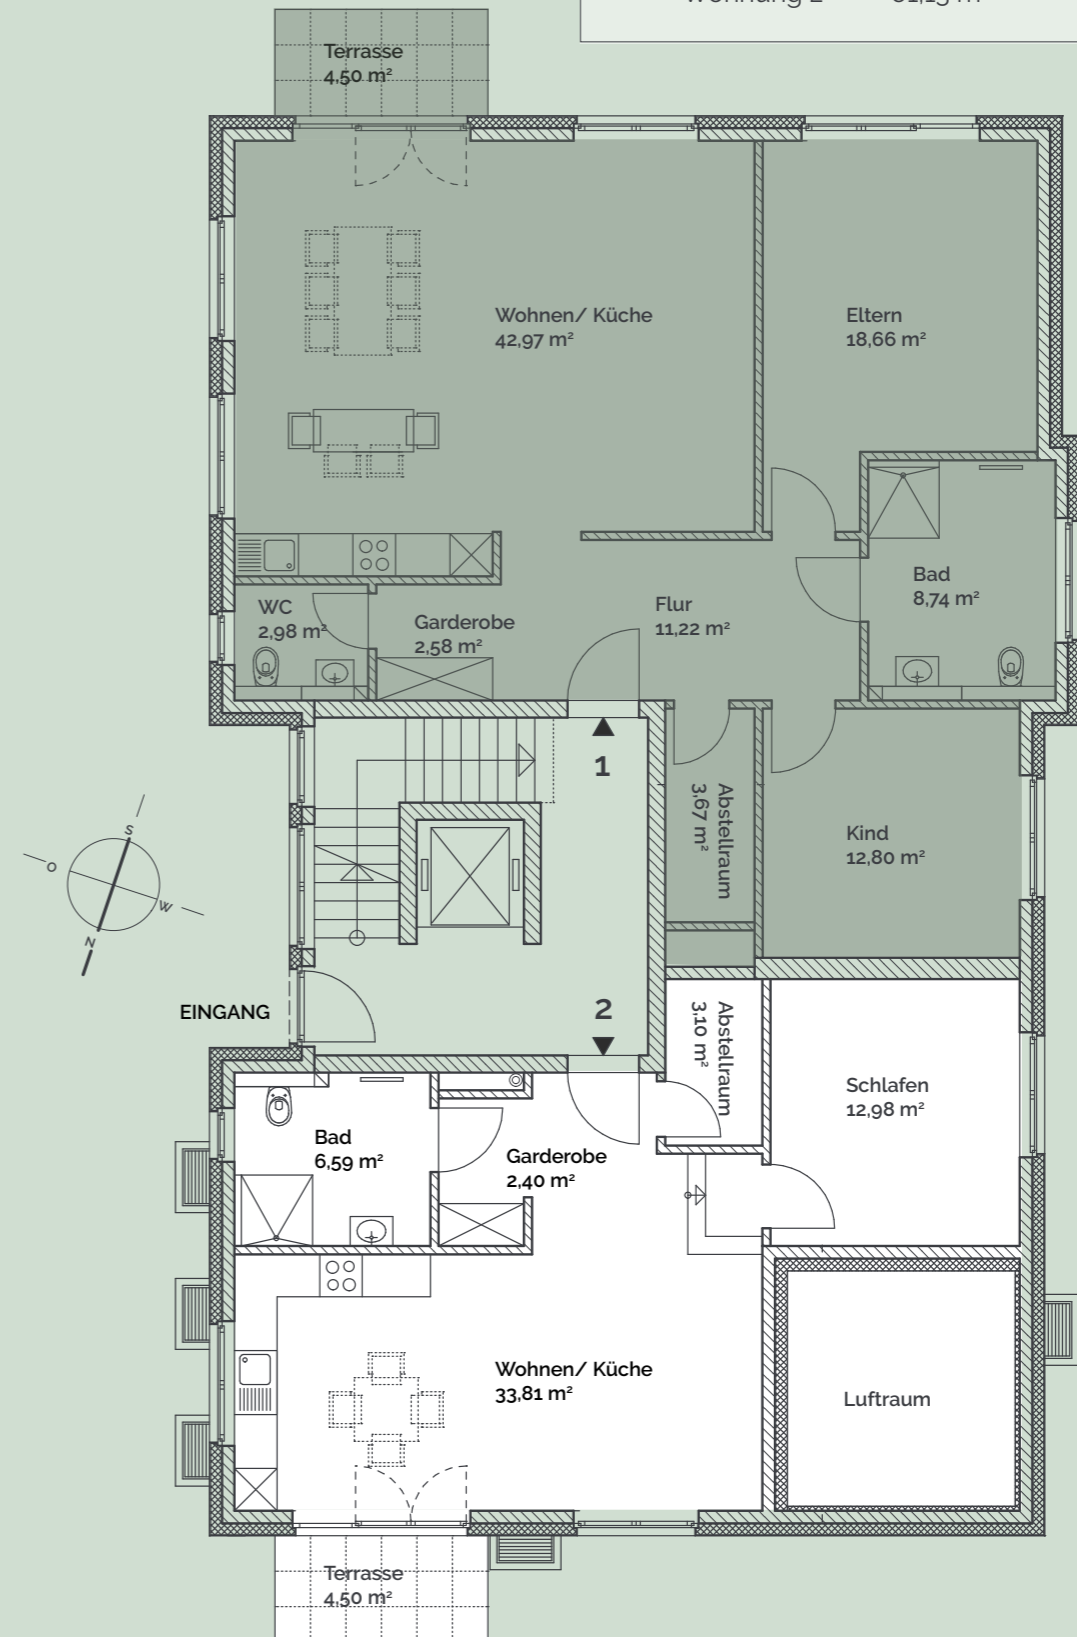 Terrasse
4,50 m²
Wohnen/ Küche
42,97 m²
Eltern
18,66 m²
Bad
8,74 m²
WC
2,98 m²
Garderobe
2,58 m²
Flur
11,22 m²
1
Abstellraum
3,67 m²
Kind
12,80 m²
S
O
W
N
EINGANG
2
Abstellraum
3,10 m²
Schlafen
12,98 m²
Bad
6,59 m²
Garderobe
2,40 m²
Wohnen/ Küche
33,81 m²
Luftraum
Terrasse
4,50 m²